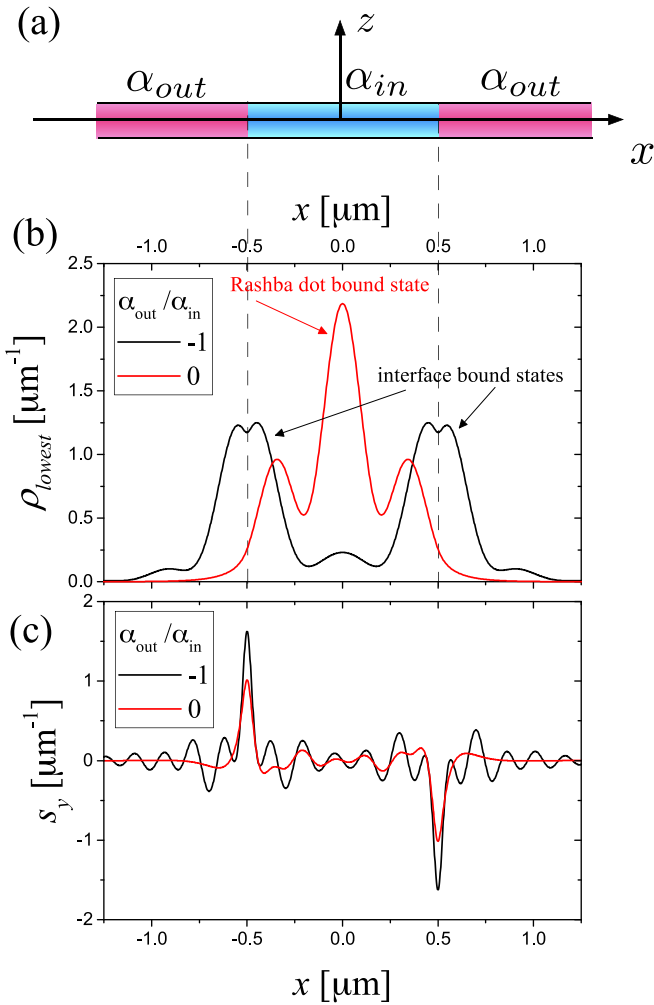 (a)
z
α_out α_in α_out
x
x [μm]
-1.0 -0.5 0.0 0.5 1.0
(b)
2.5
2.0
1.5
1.0
0.5
0.0
ρ_lowest [μm⁻¹]
α_out /α_in
-1
0
Rashba dot bound state
interface bound states
(c)
2
1
0
-1
-2
s_y [μm⁻¹]
α_out /α_in
-1
0
-1.0 -0.5 0.0 0.5 1.0
x [μm]